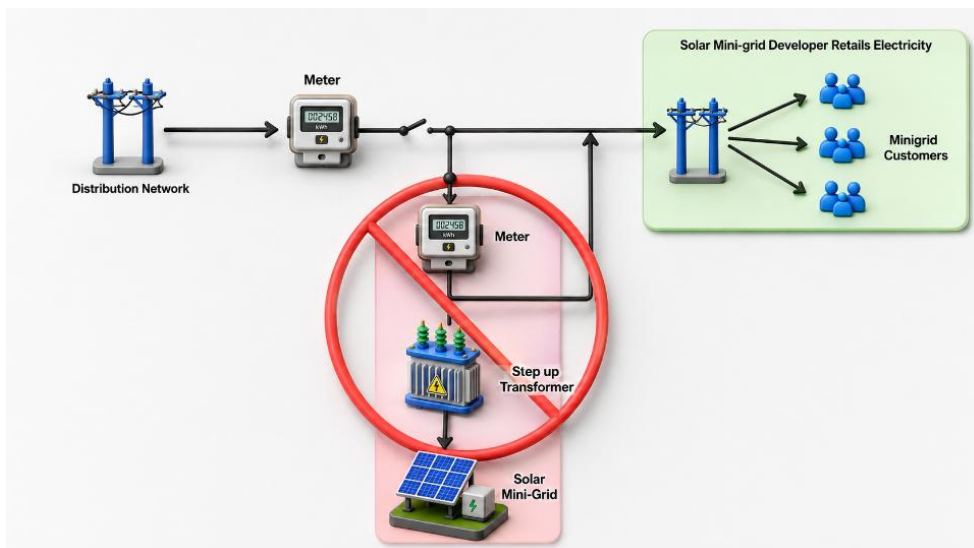 Solar Mini-grid Developer Retails Electricity
Meter
002458
kWh
Distribution Network
Minigrid
Customers
002458
kWh
Meter
Step up
Transformer
Solar
Mini-Grid